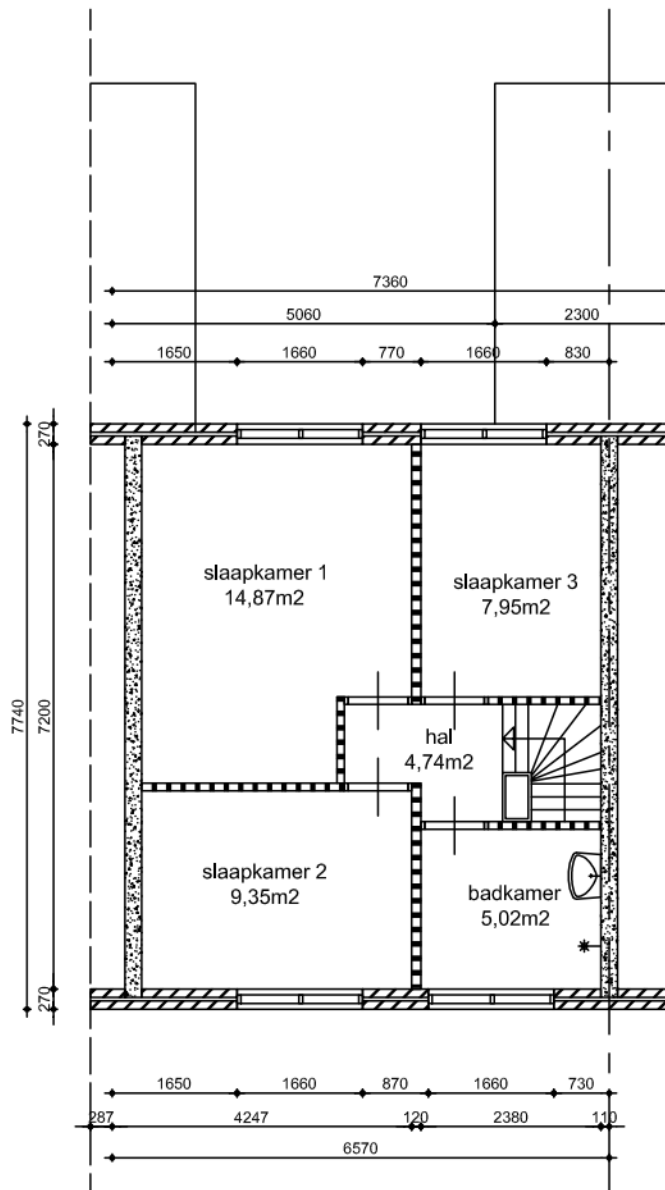 7360
5060 2300
1650 1660 770 1660 830
270
slaapkamer 1
14,87m2
slaapkamer 3
7,95m2
7740
7200
hal
4,74m2
slaapkamer 2
9,35m2
badkamer
5,02m2
270
1650 1660 870 1660 730
287 4247 120 2380 110
6570